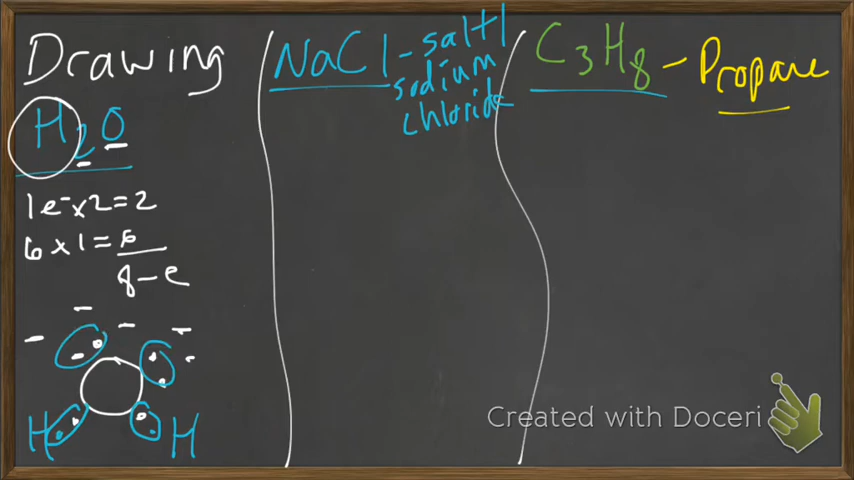 Drawing
H2O
1e-x2=2
6x1=6
8-e
H H
NaCl-salt/
sodium
chloride
C3H8-Propane
Created with Doceri